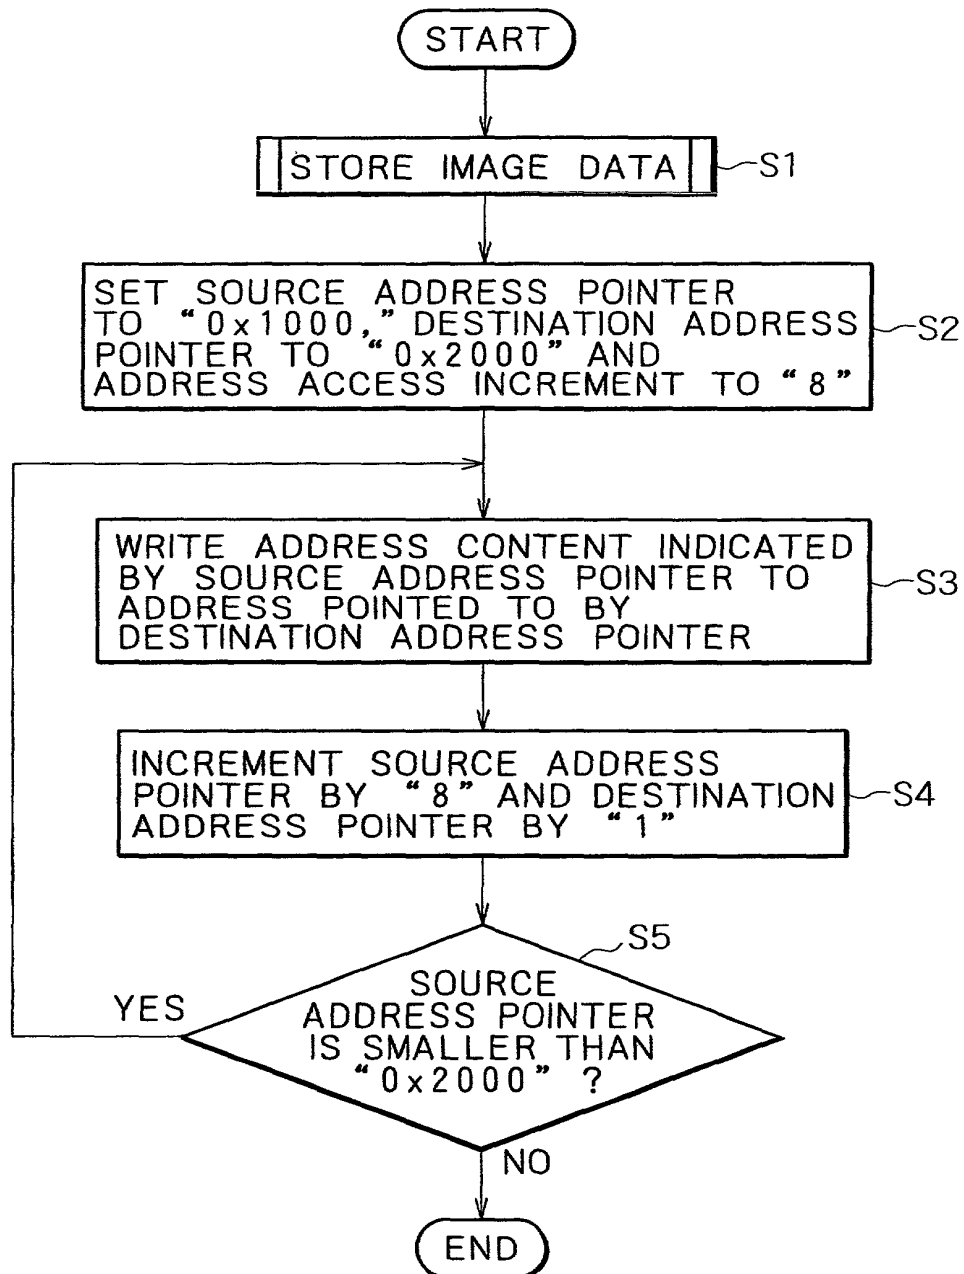 START
STORE IMAGE DATA
S1
SET SOURCE ADDRESS POINTER
TO “0x1000,” DESTINATION ADDRESS
POINTER TO “0x2000” AND
ADDRESS ACCESS INCREMENT TO “8”
S2
WRITE ADDRESS CONTENT INDICATED
BY SOURCE ADDRESS POINTER TO
ADDRESS POINTED TO BY
DESTINATION ADDRESS POINTER
S3
INCREMENT SOURCE ADDRESS
POINTER BY “8” AND DESTINATION
ADDRESS POINTER BY “1”
S4
S5
SOURCE
ADDRESS POINTER
IS SMALLER THAN
“0x2000” ?
YES
NO
END